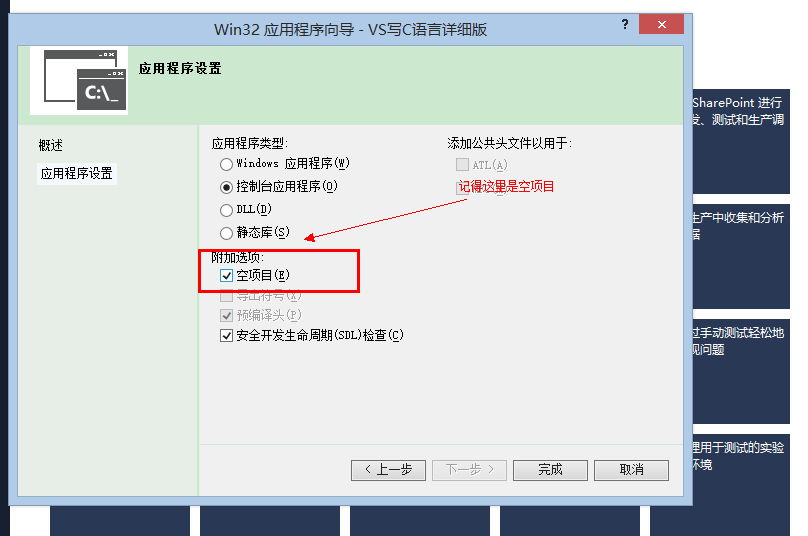 Win32 应用程序向导 - VS写C语言详细版
?
应用程序设置
C:\_
概述
应用程序设置
应用程序类型:
Windows 应用程序(W)
控制台应用程序(O)
DLL(D)
静态库(S)
附加选项:
空项目(E)
导出符号(X)
预编译头(P)
安全开发生命周期(SDL)检查(C)
添加公共头文件以用于:
ATL(A)
记得这里是空项目
< 上一步
下一步 >
完成
取消
SharePoint 进行
、测试和生产调
生产中收集和分析
过手动测试轻松地
现问题
理用于测试的实验
环境